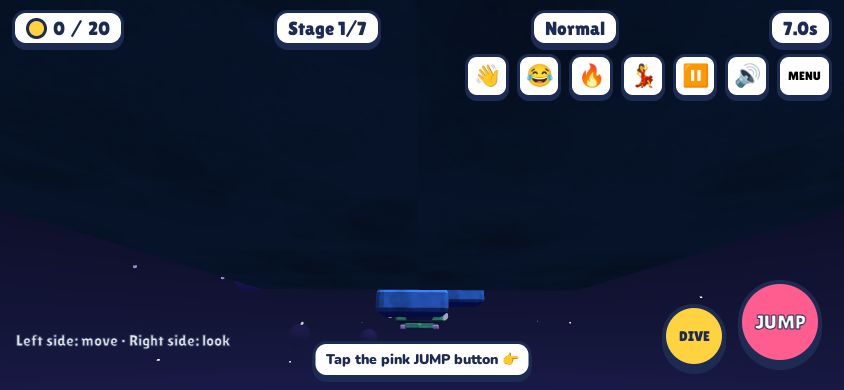 0 / 20
Stage 1/7
Normal
7.0s
MENU
Left side: move · Right side: look
Tap the pink JUMP button 👉
DIVE
JUMP